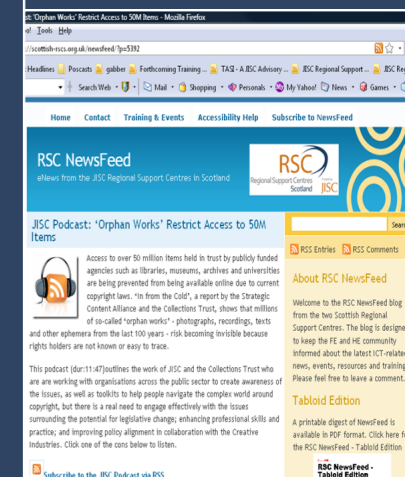 st: 'Orphan Works' Restrict Access to 50M Items - Mozilla Firefox
o! Tools Help
://scottish-rscs.org.uk/newsfeed/?p=5392
Headlines Poscasts gabber Forthcoming Training ... TASI - A JISC Advisory ... JISC Regional Support ... JISC Reg
Search Web Mail Shopping Personals My Yahoo! News Games
Home Contact Training & Events Accessibility Help Subscribe to NewsFeed
RSC NewsFeed
eNews from the JISC Regional Support Centres in Scotland
RSC
Regional Support Centres
Scotland JISC
JISC Podcast: 'Orphan Works' Restrict Access to 50M
Items
Access to over 50 million items held in trust by publicly funded
agencies such as libraries, museums, archives and universities
are being prevented from being available online due to current
copyright laws. 'In from the Cold', a report by the Strategic
Content Alliance and the Collections Trust, shows that millions
of so-called 'orphan works' - photographs, recordings, texts
and other ephemera from the last 100 years - risk becoming invisible because
rights holders are not known or easy to trace.
This podcast (dur:11:47)outlines the work of JISC and the Collections Trust who
are are working with organisations across the public sector to create awareness of
the issues, as well as toolkits to help people navigate the complex world around
copyright, but there is a real need to engage effectively with the issues
surrounding the potential for legislative change; enhancing professional skills and
practice; and improving policy alignment in collaboration with the Creative
Industries. Click one of the cons below to listen.
Subscribe to the JISC Podcast via RSS
Sear
RSS Entries RSS Comments
About RSC NewsFeed
Welcome to the RSC NewsFeed blog
from the two Scottish Regional
Support Centres. The blog is designe
to keep the FE and HE community
informed about the latest ICT-relate
news, events, resources and training
Please feel free to leave a comment.
Tabloid Edition
A printable digest of NewsFeed is
available in PDF format. Click here fo
the RSC NewsFeed - Tabloid Edition
RSC NewsFeed -
Tabloid Edition